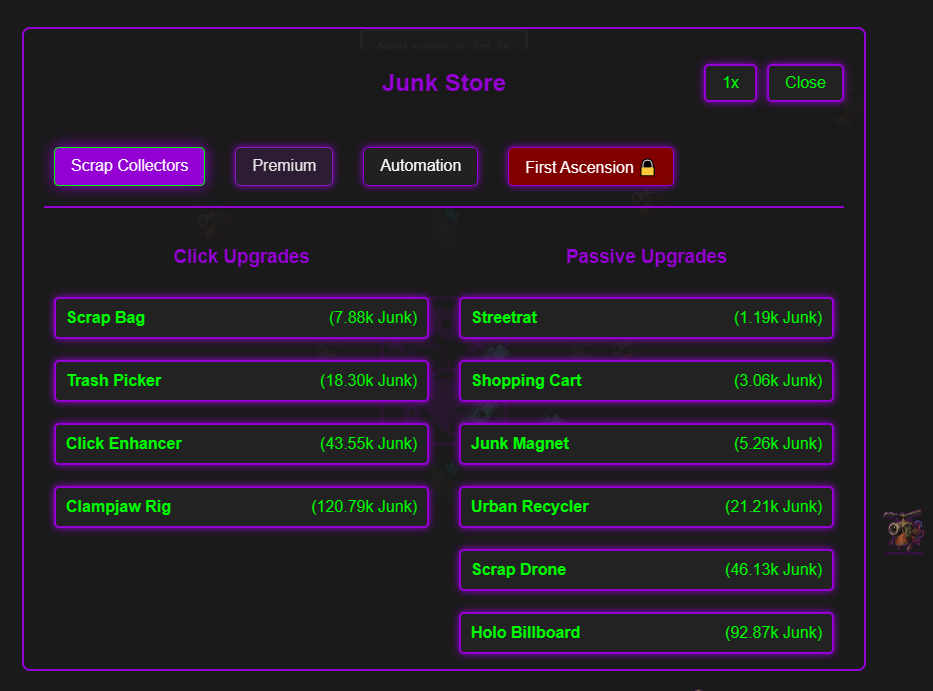 Junk Store
1x
Close
Scrap Collectors
Premium
Automation
First Ascension
Click Upgrades
Scrap Bag (7.88k Junk)
Trash Picker (18.30k Junk)
Click Enhancer (43.55k Junk)
Clampjaw Rig (120.79k Junk)
Passive Upgrades
Streetrat (1.19k Junk)
Shopping Cart (3.06k Junk)
Junk Magnet (5.26k Junk)
Urban Recycler (21.21k Junk)
Scrap Drone (46.13k Junk)
Holo Billboard (92.87k Junk)